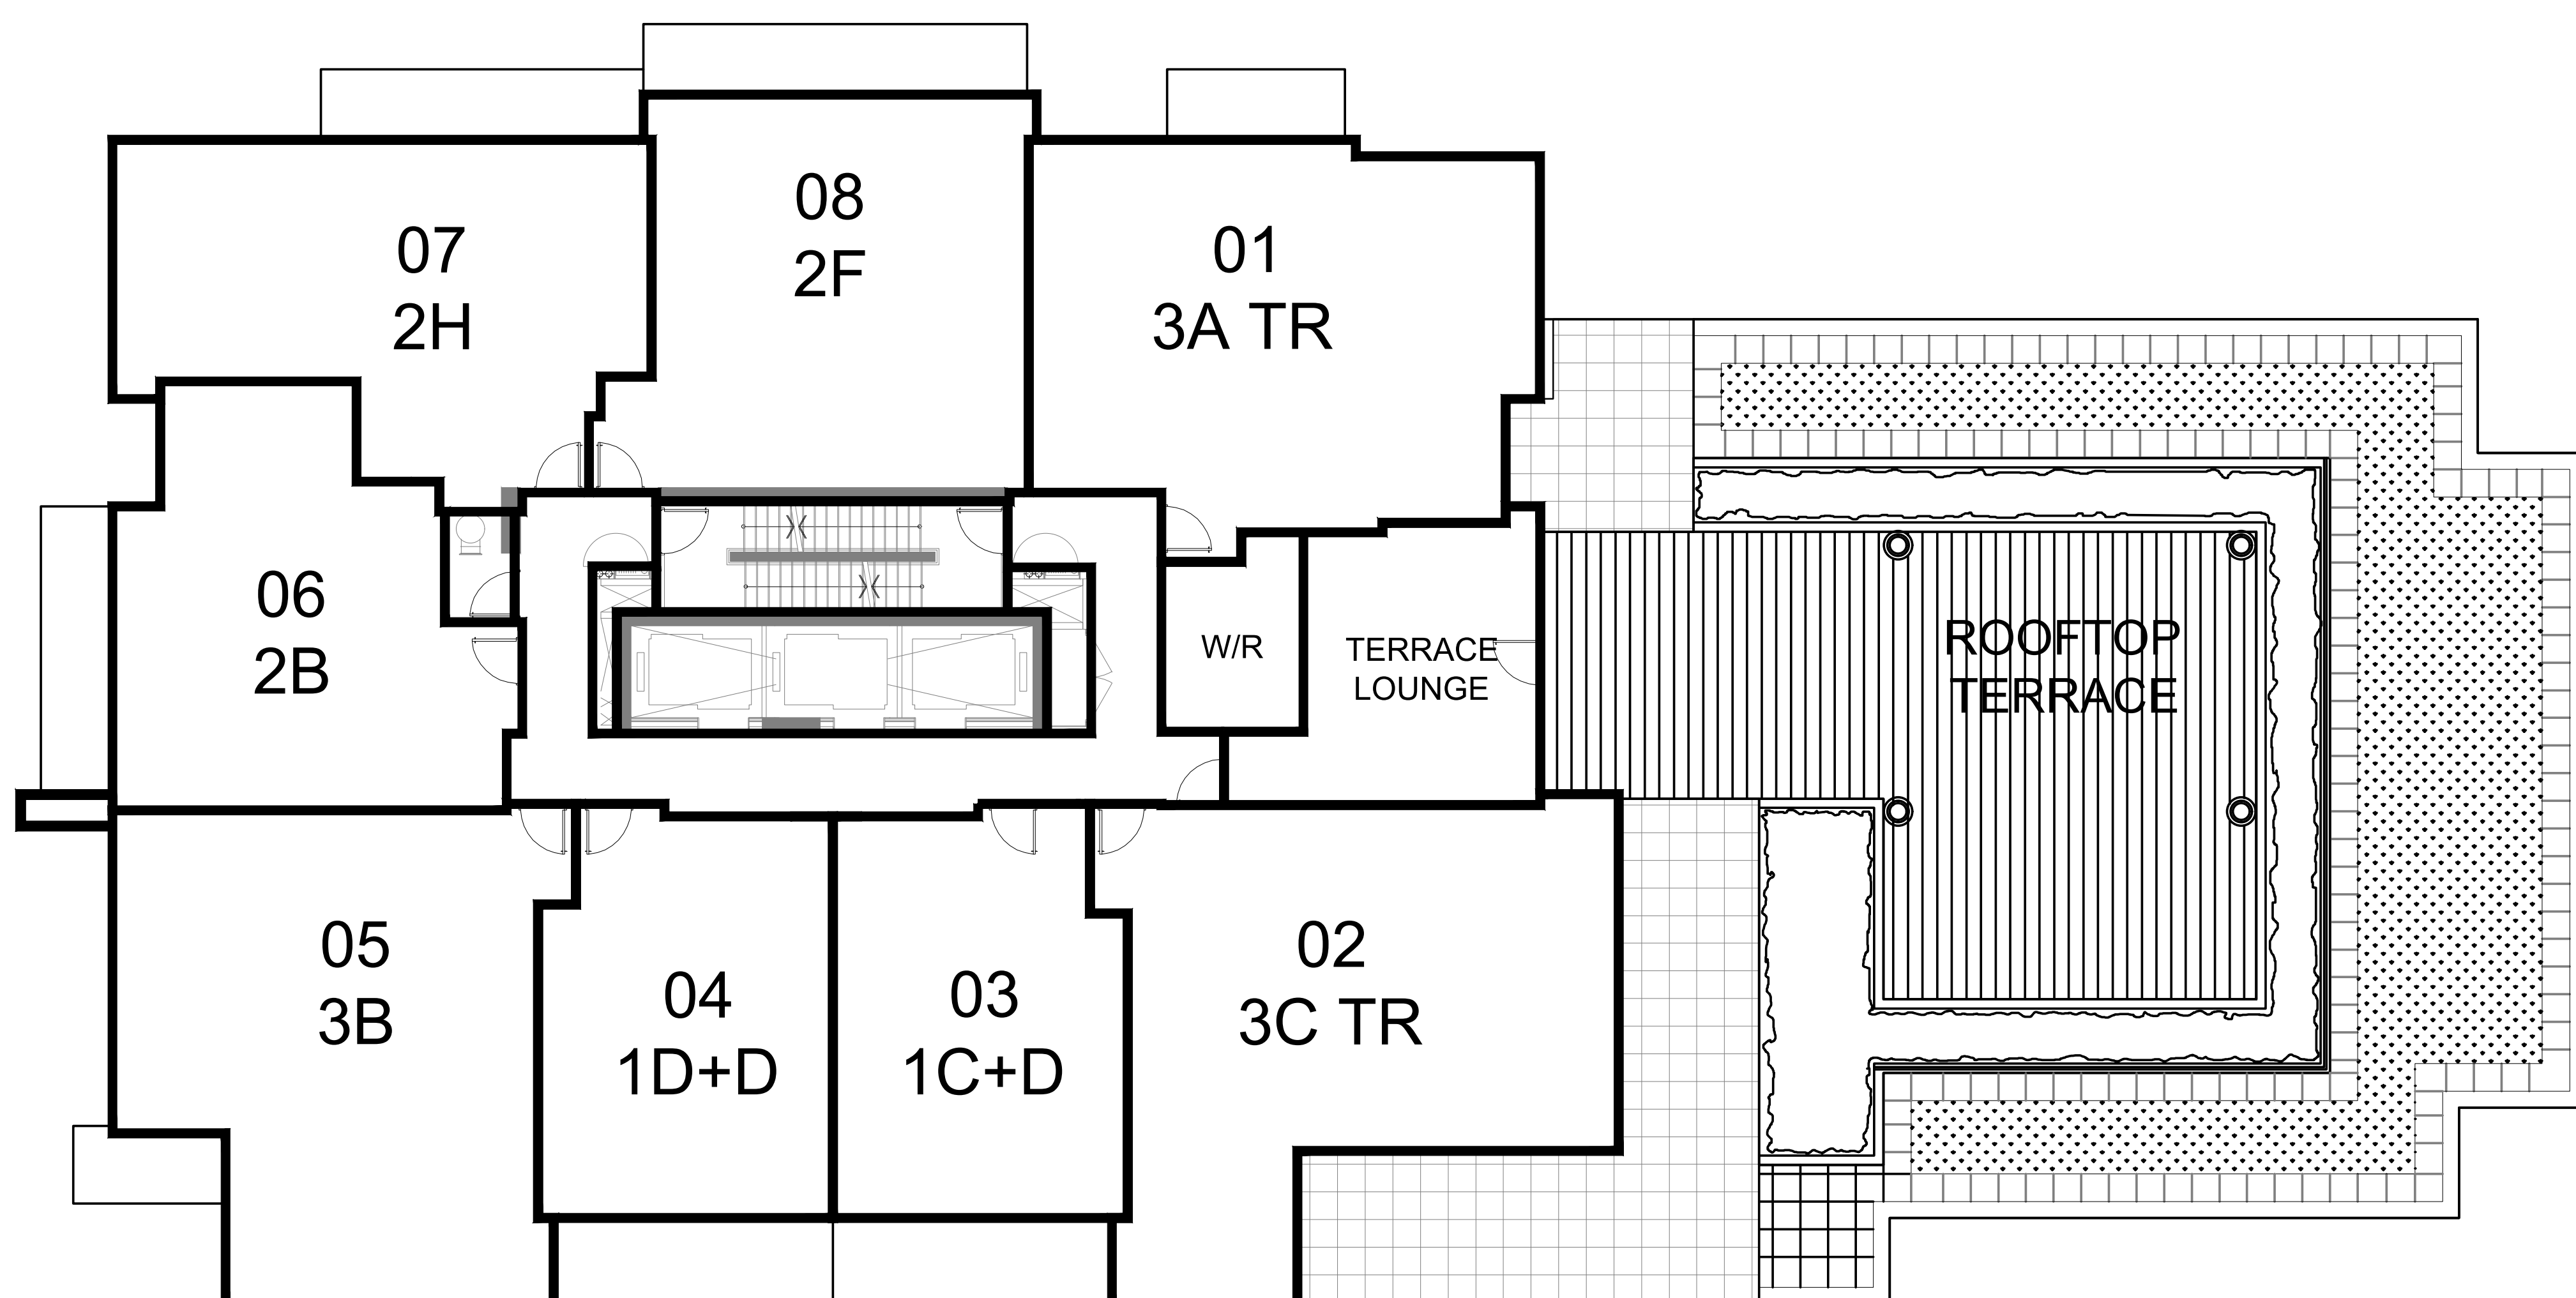 08
2F
07
2H
01
3A TR
06
2B
W/R
TERRACE
LOUNGE
ROOFTOP
TERRACE
05
3B
04
1D+D
03
1C+D
02
3C TR